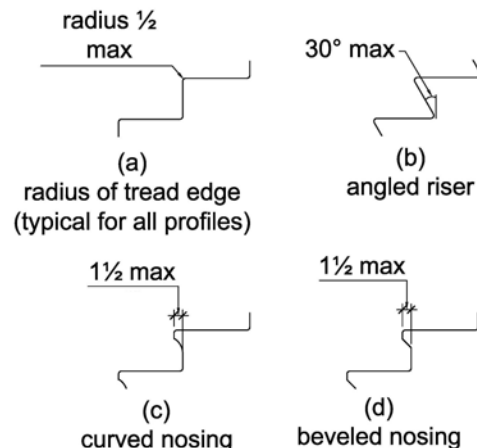 radius ½
max
(a)
radius of tread edge
(typical for all profiles)
30° max
(b)
angled riser
1½ max
(c)
curved nosing
1½ max
(d)
beveled nosing